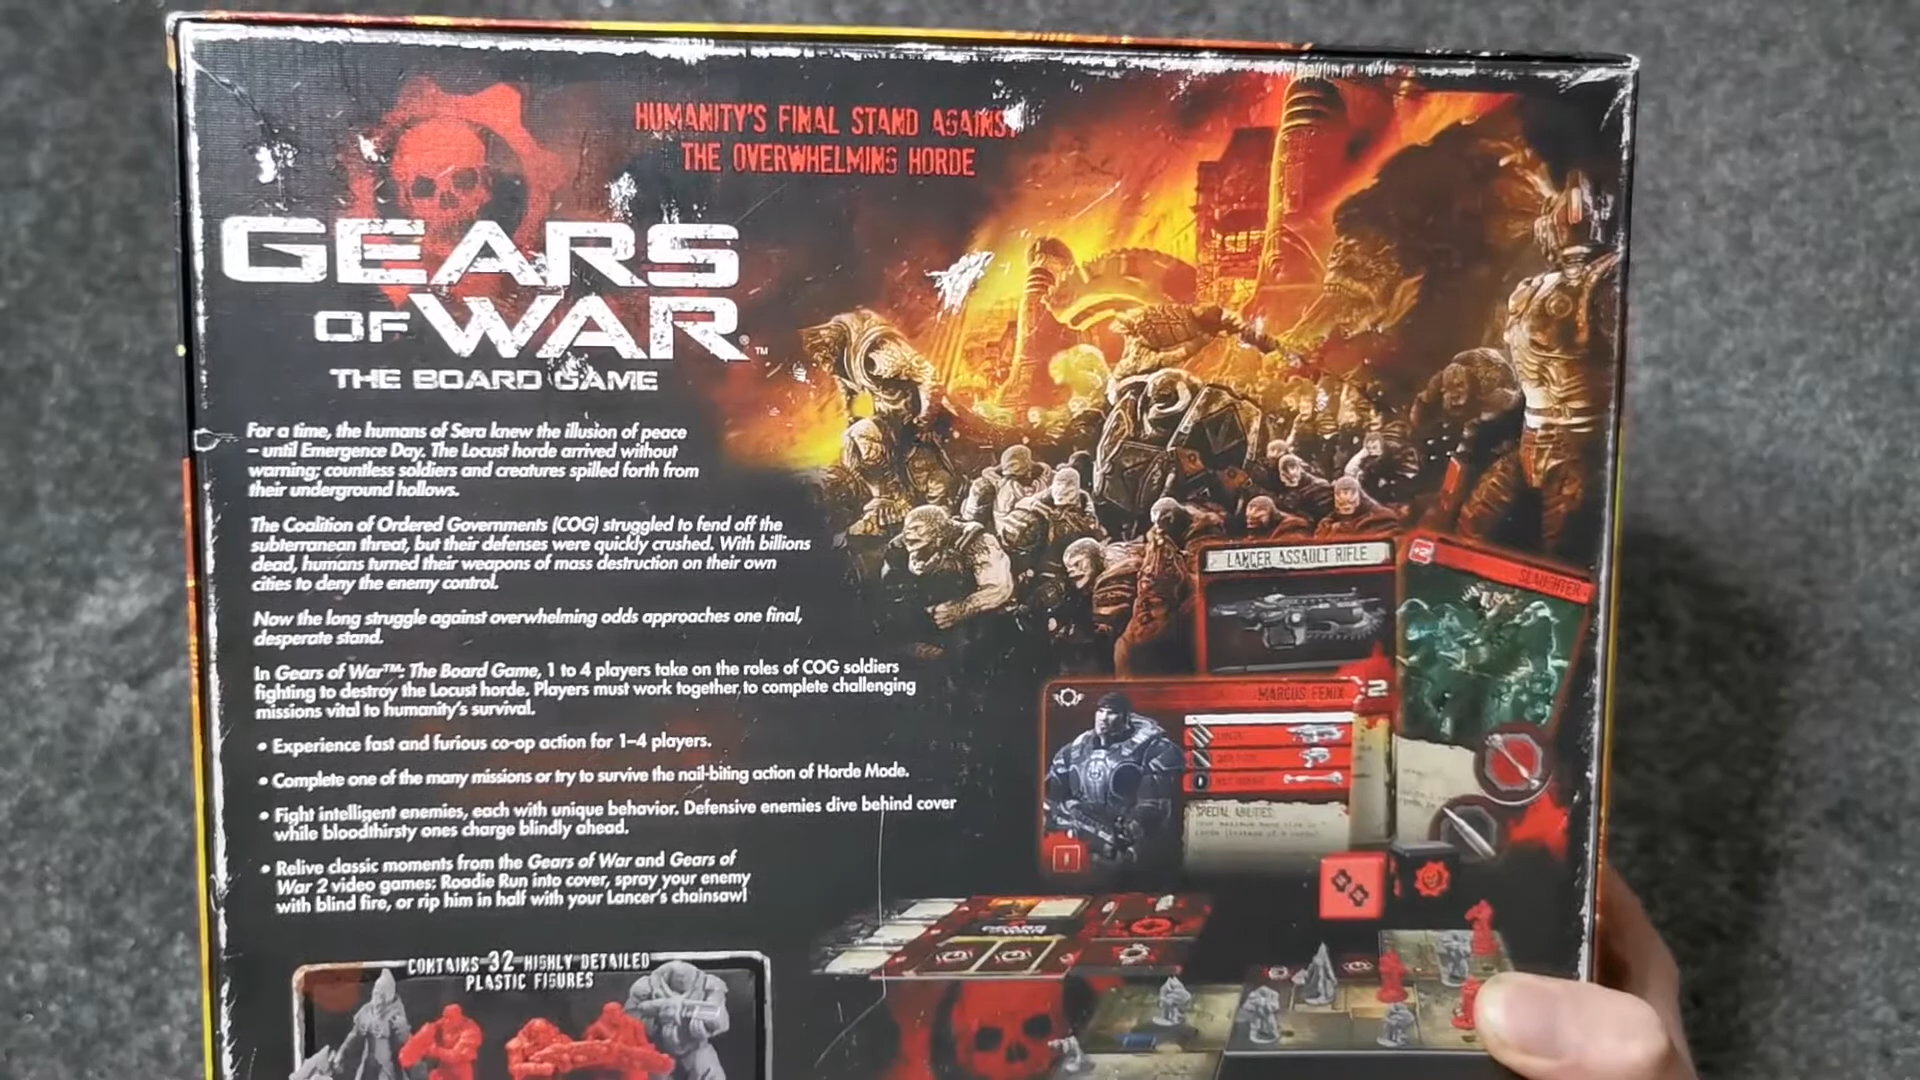 HUMANITY'S FINAL STAND AGAINST
THE OVERWHELMING HORDE
GEARS
OF WAR®™
THE BOARD GAME
For a time, the humans of Sera knew the illusion of peace
– until Emergence Day. The Locust horde arrived without
warning; countless soldiers and creatures spilled forth from
their underground hollows.
The Coalition of Ordered Governments (COG) struggled to fend off the
subterranean threat, but their defenses were quickly crushed. With billions
dead, humans turned their weapons of mass destruction on their own
cities to deny the enemy control.
Now the long struggle against overwhelming odds approaches one final,
desperate stand.
In Gears of War™: The Board Game, 1 to 4 players take on the roles of COG soldiers
fighting to destroy the Locust horde. Players must work together to complete challenging
missions vital to humanity's survival.
• Experience fast and furious co-op action for 1–4 players.
• Complete one of the many missions or try to survive the nail-biting action of Horde Mode.
• Fight intelligent enemies, each with unique behavior. Defensive enemies dive behind cover
while bloodthirsty ones charge blindly ahead.
• Relive classic moments from the Gears of War and Gears of
War 2 video games: Roadie Run into cover, spray your enemy
with blind fire, or rip him in half with your Lancer's chainsaw!
CONTAINS 32 HIGHLY DETAILED
PLASTIC FIGURES
LANCER ASSAULT RIFLE
+2
SLAUGHTER
MARCUS FENIX
2
SPECIAL ABILITIES:
GEARS
OF WAR